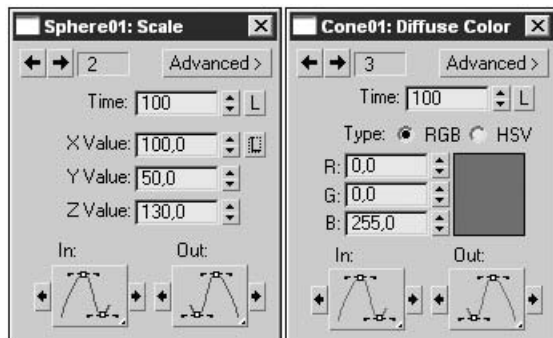 Sphere01: Scale
2
Advanced >
Time: 100
L
X Value: 100,0
Y Value: 50,0
Z Value: 130,0
In:
Out:
Cone01: Diffuse Color
3
Advanced >
Time: 100
L
Type: RGB HSV
R: 0,0
G: 0,0
B: 255,0
In:
Out: